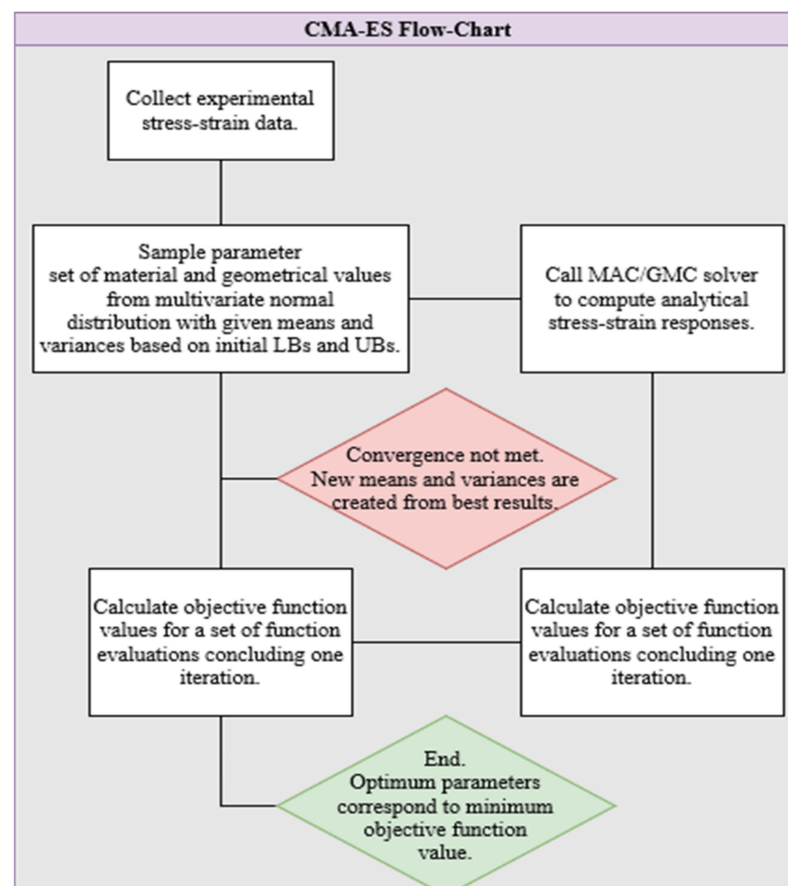 CMA-ES Flow-Chart
Collect experimental
stress-strain data.
Sample parameter
set of material and geometrical values
from multivariate normal
distribution with given means and
variances based on initial LBs and UBs.
Call MAC/GMC solver
to compute analytical
stress-strain responses.
Convergence not met.
New means and variances are
created from best results.
Calculate objective function
values for a set of function
evaluations concluding one
iteration.
Calculate objective function
values for a set of function
evaluations concluding one
iteration.
End.
Optimum parameters
correspond to minimum
objective function
value.